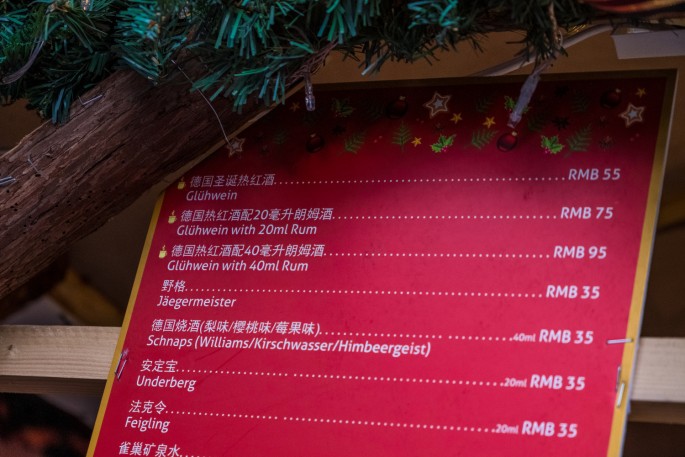 德国圣诞热红酒 RMB 55
Glühwein
德国热红酒配20毫升朗姆酒 RMB 75
Glühwein with 20ml Rum
德国热红酒配40毫升朗姆酒 RMB 95
Glühwein with 40ml Rum
野格 RMB 35
Jäegermeister
德国烧酒(梨味/樱桃味/莓果味) 40ml RMB 35
Schnaps (Williams/Kirschwasser/Himbeergeist)
安定宝 20ml RMB 35
Underberg
法克令 20ml RMB 35
Feigling
雀巢矿泉水